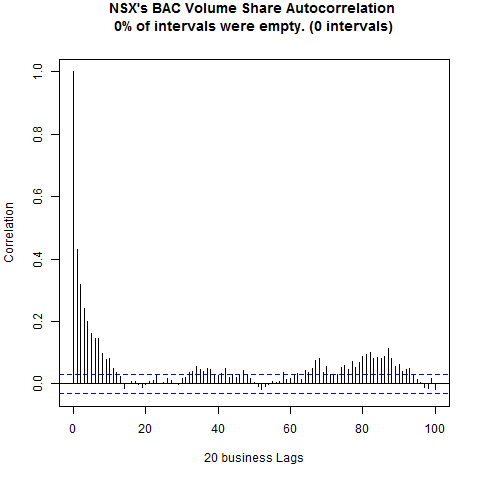 NSX's BAC Volume Share Autocorrelation
0% of intervals were empty. (0 intervals)
1.0
0.8
0.6
0.4
0.2
0.0
Correlation
0 20 40 60 80 100
20 business Lags